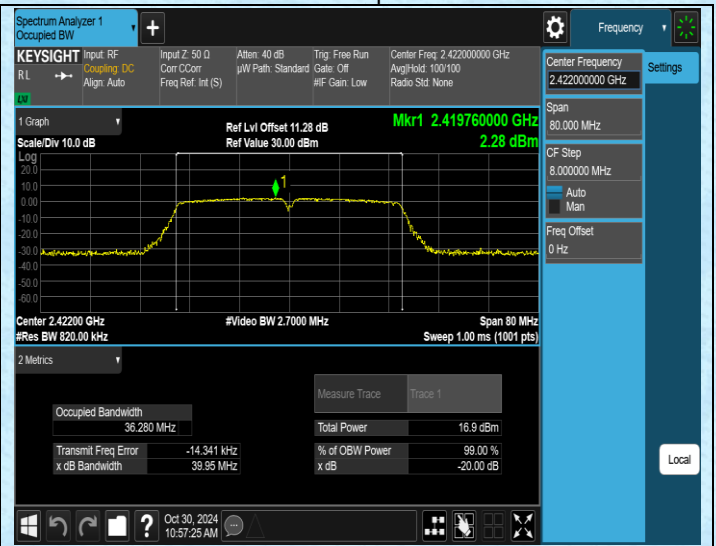 Spectrum Analyzer 1
Occupied BW
Frequency
KEYSIGHT
Input: RF
Coupling: DC
Align: Auto
Input Z: 50 Ω
Corr CCorr
Freq Ref: Int (S)
Atten: 40 dB
µW Path: Standard
Trig: Free Run
Gate: Off
#IF Gain: Low
Center Freq: 2.422000000 GHz
Avg|Hold: 100/100
Radio Std: None
R L
LXI
Center Frequency
2.422000000 GHz
Settings
Span
80.000 MHz
CF Step
8.000000 MHz
Auto
Man
Freq Offset
0 Hz
Local
1 Graph
Scale/Div 10.0 dB
Ref Lvl Offset 11.28 dB
Ref Value 30.00 dBm
Mkr1 2.419760000 GHz
2.28 dBm
Log
20.0
10.0
0.00
-10.0
-20.0
-30.0
-40.0
-50.0
-60.0
1
Center 2.42200 GHz
#Res BW 820.00 kHz
#Video BW 2.7000 MHz
Span 80 MHz
Sweep 1.00 ms (1001 pts)
2 Metrics
Measure Trace Trace 1
Occupied Bandwidth
36.280 MHz
Total Power 16.9 dBm
Transmit Freq Error -14.341 kHz
% of OBW Power 99.00 %
x dB Bandwidth 39.95 MHz
x dB -20.00 dB
?
Oct 30, 2024
10:57:25 AM